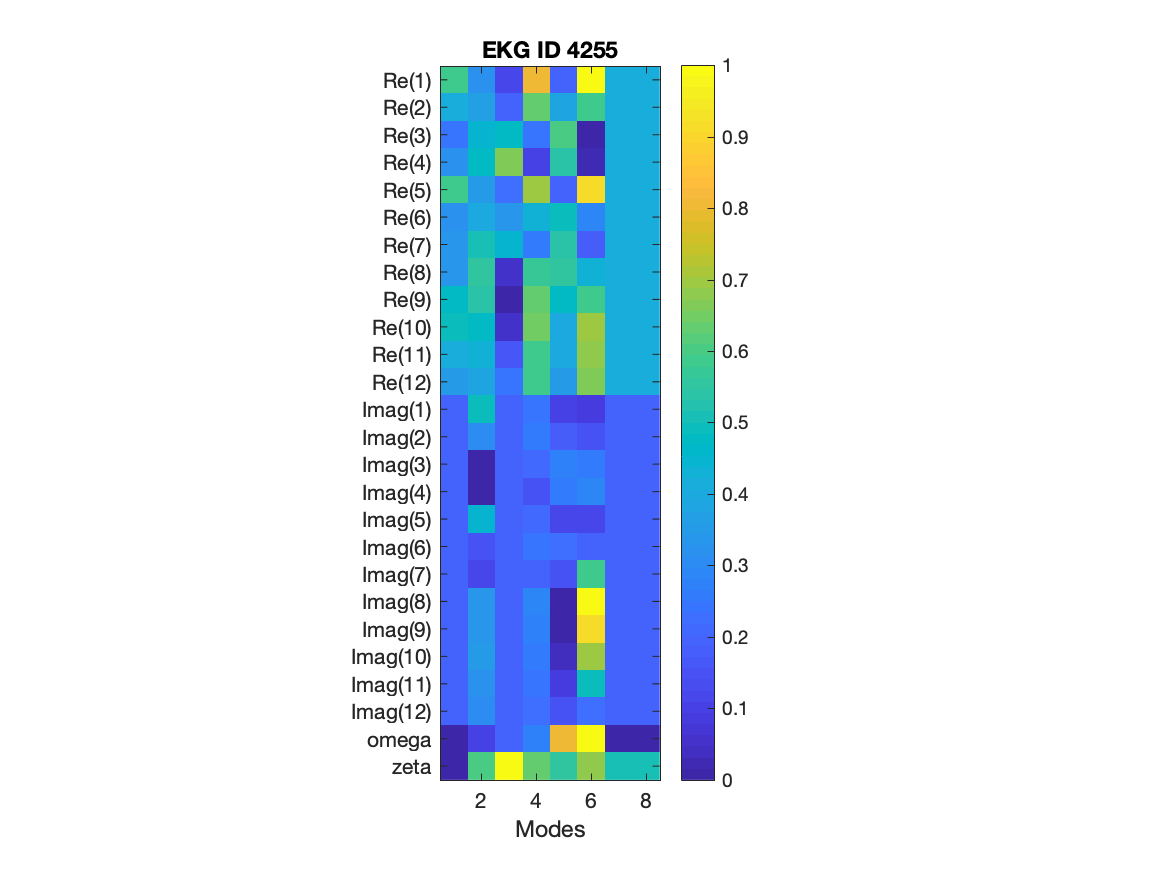 EKG ID 4255
Re(1)
Re(2)
Re(3)
Re(4)
Re(5)
Re(6)
Re(7)
Re(8)
Re(9)
Re(10)
Re(11)
Re(12)
Imag(1)
Imag(2)
Imag(3)
Imag(4)
Imag(5)
Imag(6)
Imag(7)
Imag(8)
Imag(9)
Imag(10)
Imag(11)
Imag(12)
omega
zeta
2 4 6 8
Modes
1
0.9
0.8
0.7
0.6
0.5
0.4
0.3
0.2
0.1
0